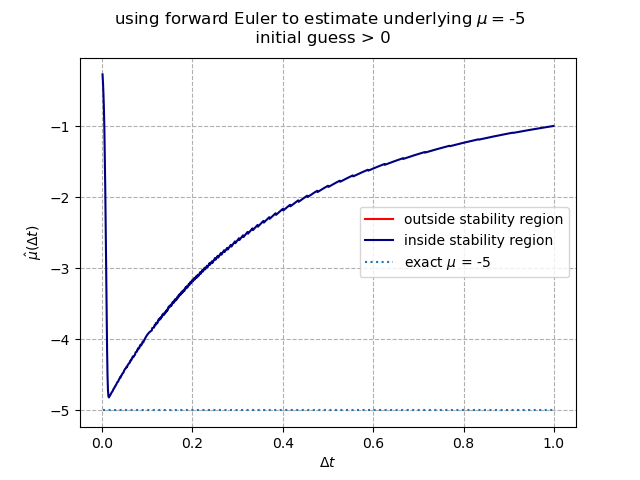 using forward Euler to estimate underlying μ = -5
initial guess > 0
−1
−2
−3
−4
−5
μ̂(Δt)
outside stability region
inside stability region
exact μ = -5
0.0 0.2 0.4 0.6 0.8 1.0
Δt